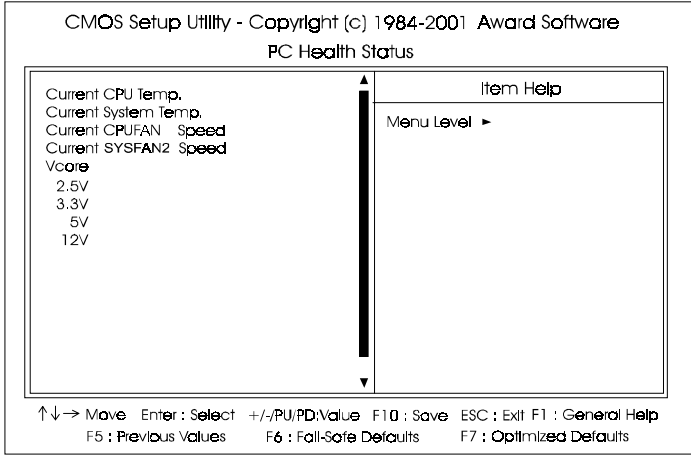 CMOS Setup Utility - Copyright (c) 1984-2001 Award Software
PC Health Status
Current CPU Temp.
Current System Temp.
Current CPUFAN Speed
Current SYSFAN2 Speed
Vcore
2.5V
3.3V
5V
12V
Item Help
Menu Level ►
↑↓→ Move Enter : Select +/-/PU/PD:Value F10 : Save ESC : Exit F1 : General Help
F5 : Previous Values F6 : Fail-Safe Defaults F7 : Optimized Defaults